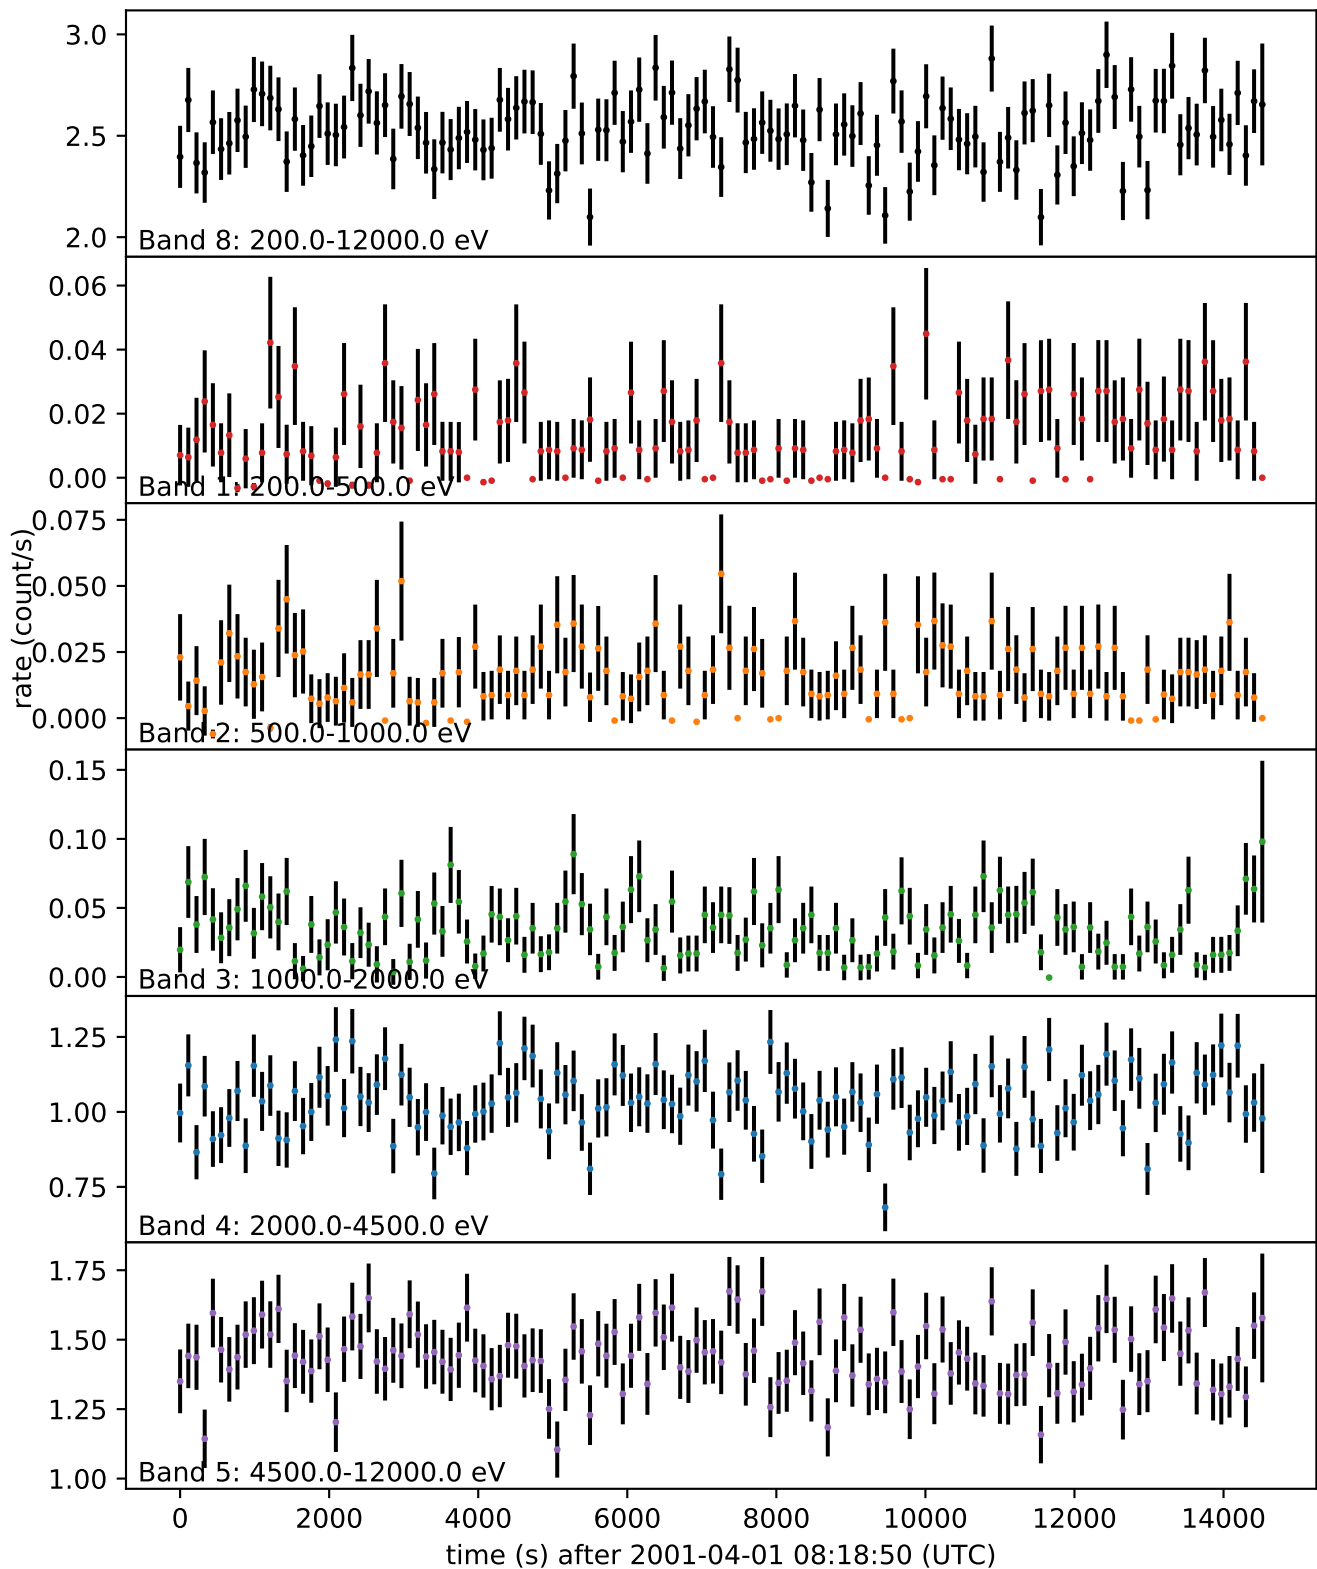 3.0
2.5
2.0
Band 8: 200.0-12000.0 eV
0.06
0.04
0.02
0.00
Band 1: 200.0-500.0 eV
0.075
0.050
0.025
0.000
Band 2: 500.0-1000.0 eV
rate (count/s)
0.15
0.10
0.05
0.00
Band 3: 1000.0-2000.0 eV
1.25
1.00
0.75
Band 4: 2000.0-4500.0 eV
1.75
1.50
1.25
1.00
Band 5: 4500.0-12000.0 eV
0 2000 4000 6000 8000 10000 12000 14000
time (s) after 2001-04-01 08:18:50 (UTC)